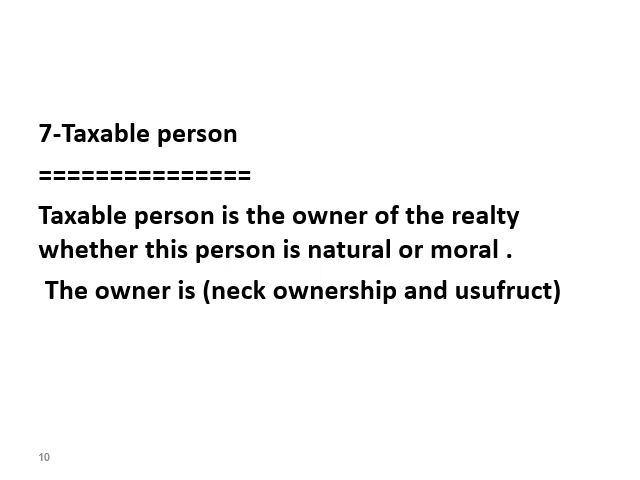 7-Taxable person
===============
Taxable person is the owner of the realty
whether this person is natural or moral .
The owner is (neck ownership and usufruct)
10